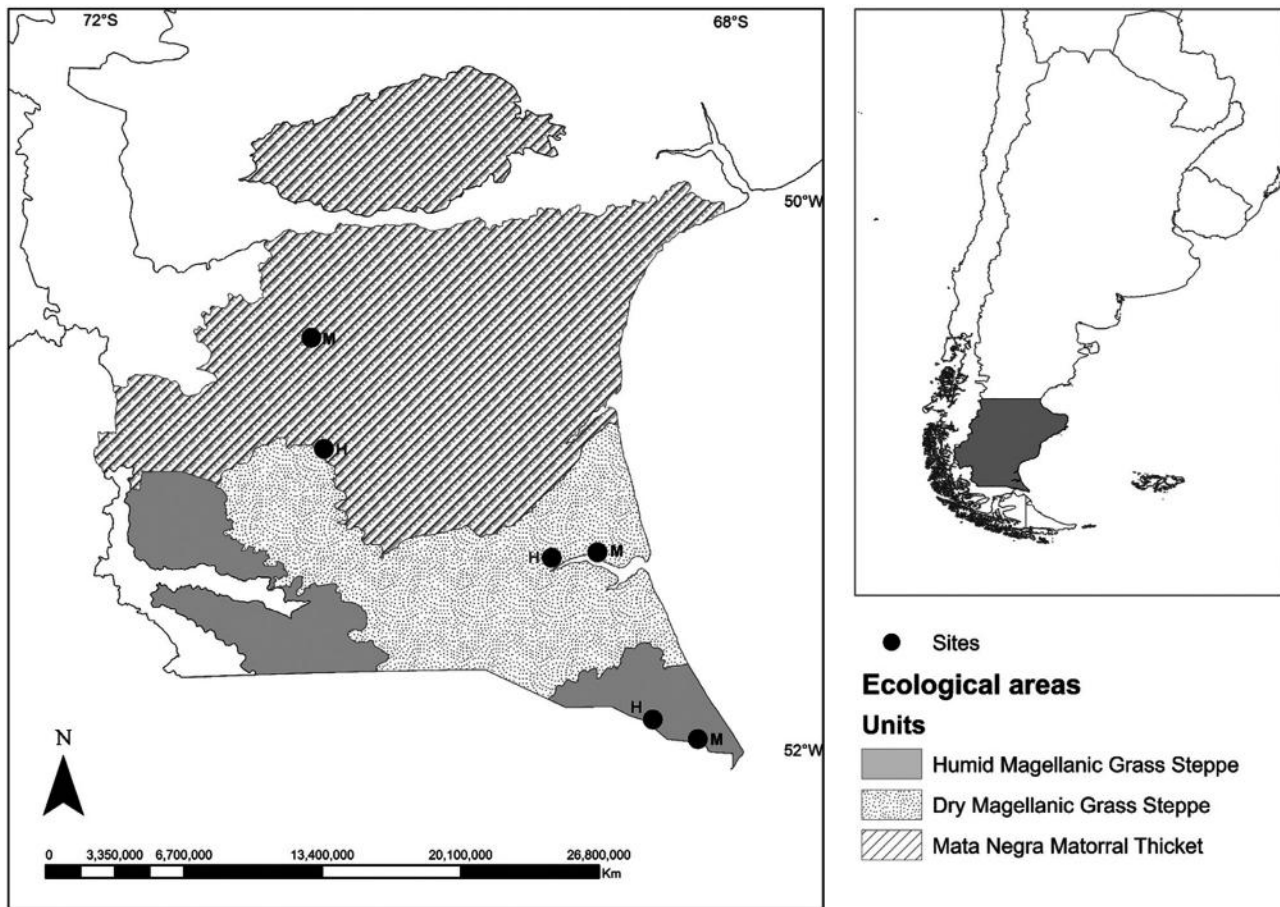 72°S 68°S
50°W
M
H
H M
H
M
52°W
N
0 3,350,000 6,700,000 13,400,000 20,100,000 26,800,000
Km
Sites
Ecological areas
Units
Humid Magellanic Grass Steppe
Dry Magellanic Grass Steppe
Mata Negra Matorral Thicket